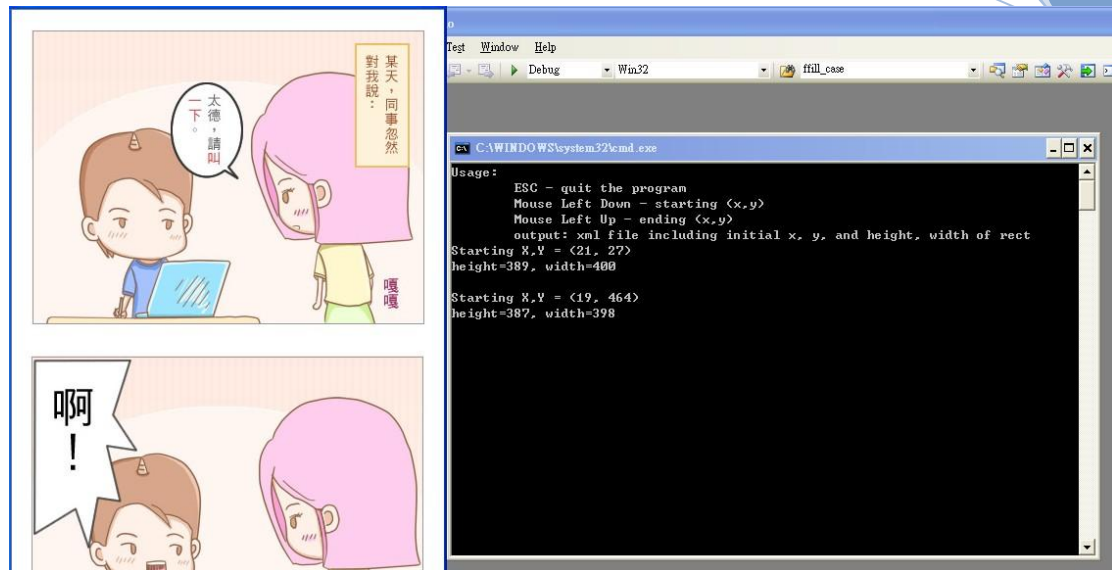 某天，同事忽然
對我說：
太德，請叫
一下。
嘎嘎
啊！
o
Test Window Help
Debug Win32 ffill_case
C:\WINDOWS\system32\cmd.exe
Usage:
ESC - quit the program
Mouse Left Down - starting (x,y)
Mouse Left Up - ending (x,y)
output: xml file including initial x, y, and height, width of rect
Starting X,Y = (21, 27)
height=389, width=400
Starting X,Y = (19, 464)
height=387, width=398